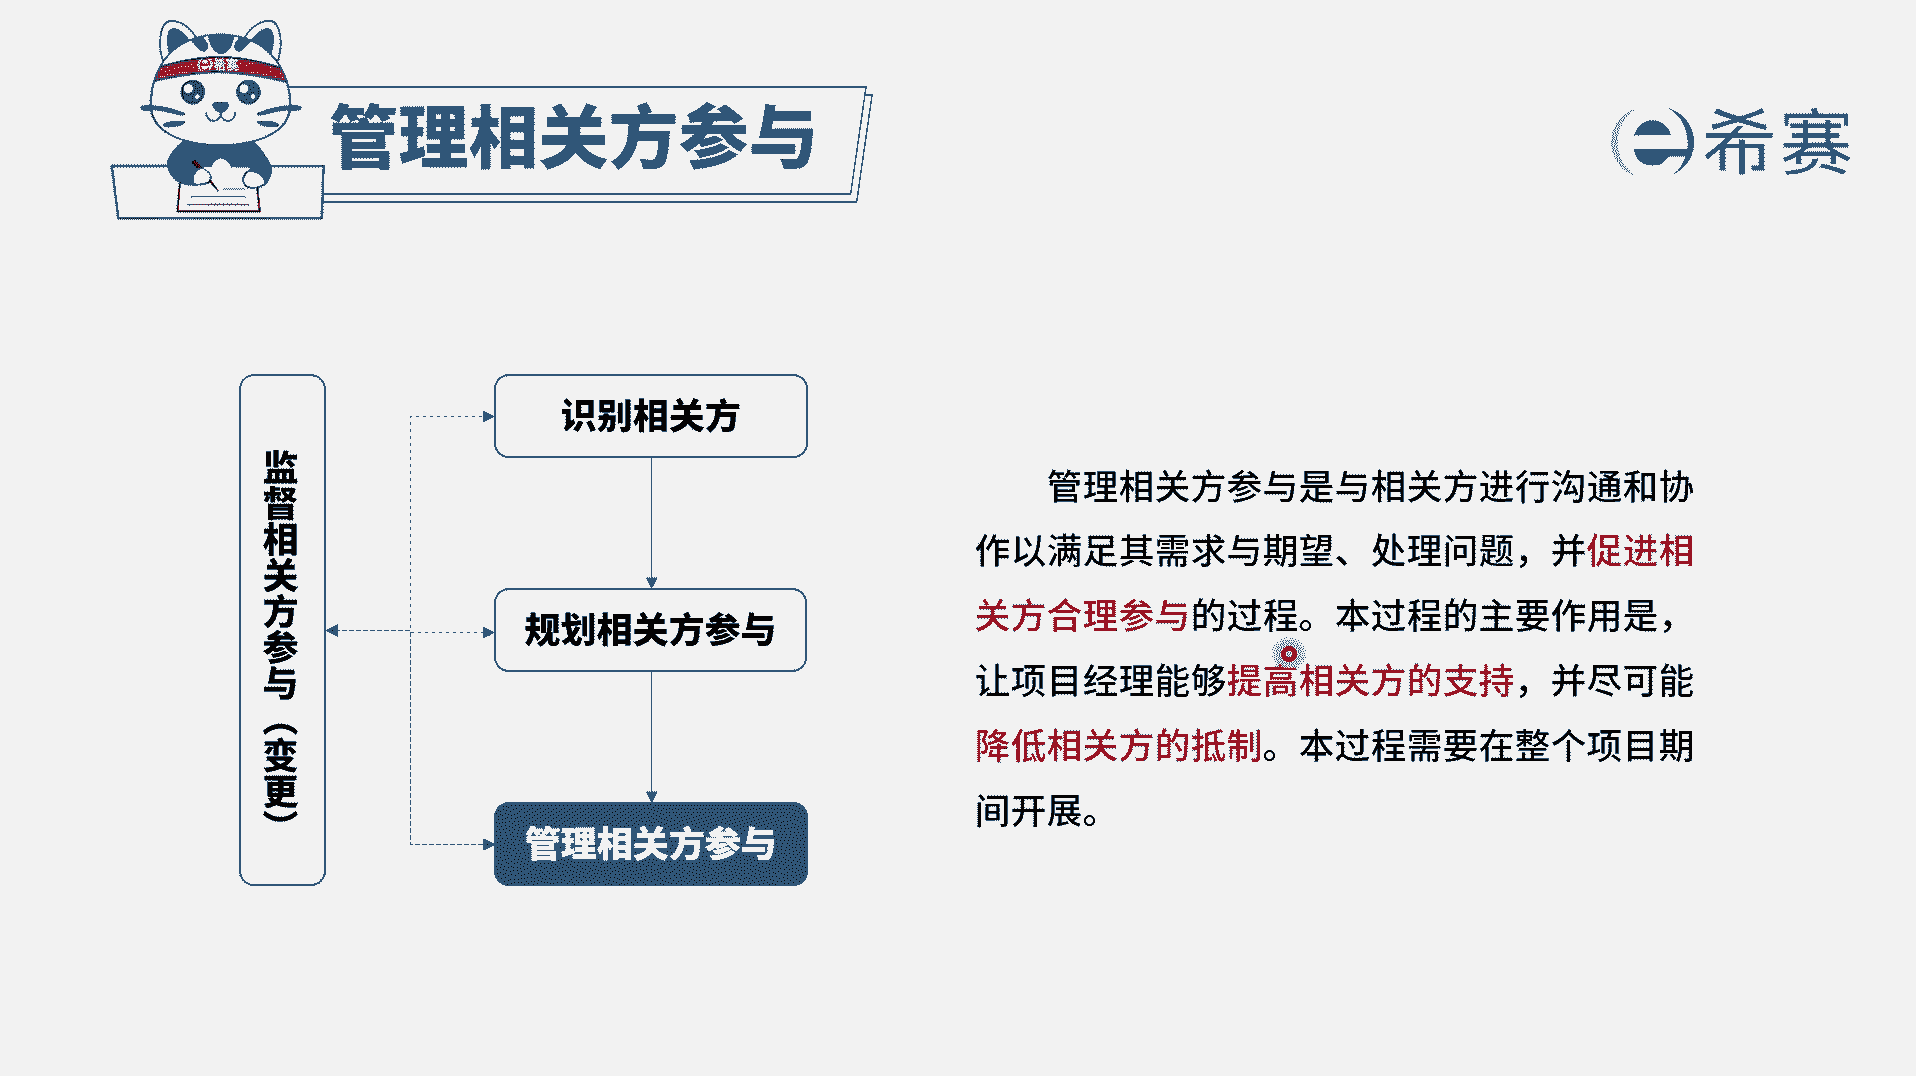 e希赛
管理相关方参与
e希赛
监督相关方参与（变更）
识别相关方
规划相关方参与
管理相关方参与
管理相关方参与是与相关方进行沟通和协
作以满足其需求与期望、处理问题，并促进相
关方合理参与的过程。本过程的主要作用是，
让项目经理能够提高相关方的支持，并尽可能
降低相关方的抵制。本过程需要在整个项目期
间开展。